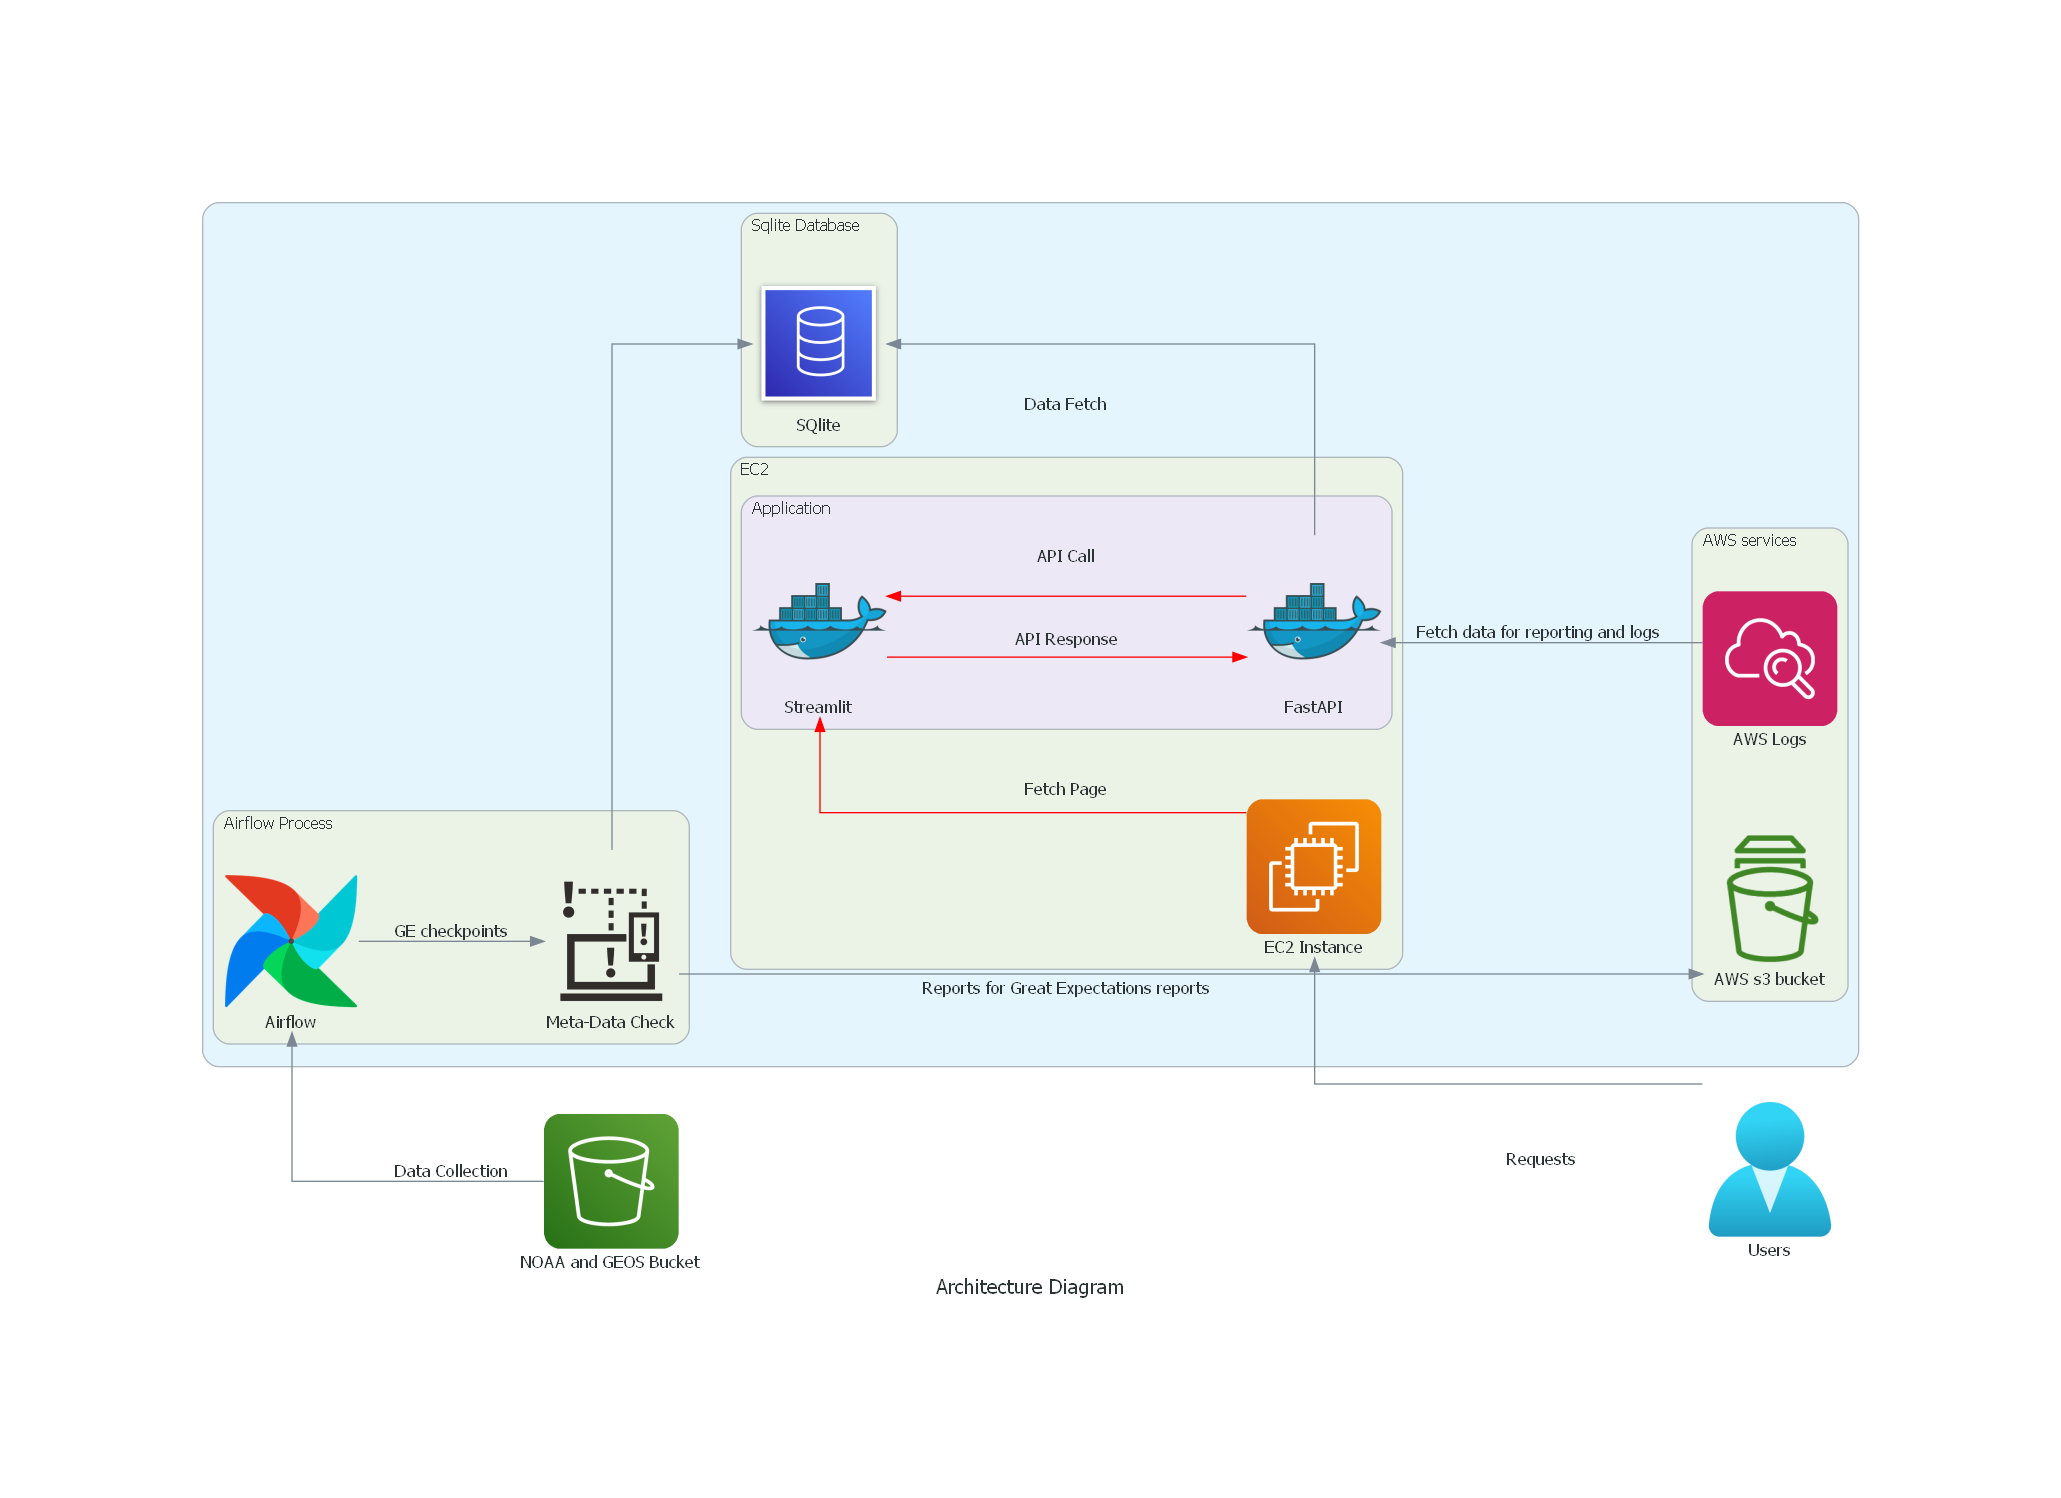 Sqlite Database
SQlite
Data Fetch
EC2
Application
API Call
API Response
Streamlit
FastAPI
Fetch data for reporting and logs
AWS services
AWS Logs
Fetch Page
EC2 Instance
AWS s3 bucket
Airflow Process
GE checkpoints
Airflow
Meta-Data Check
Reports for Great Expectations reports
Data Collection
NOAA and GEOS Bucket
Requests
Users
Architecture Diagram